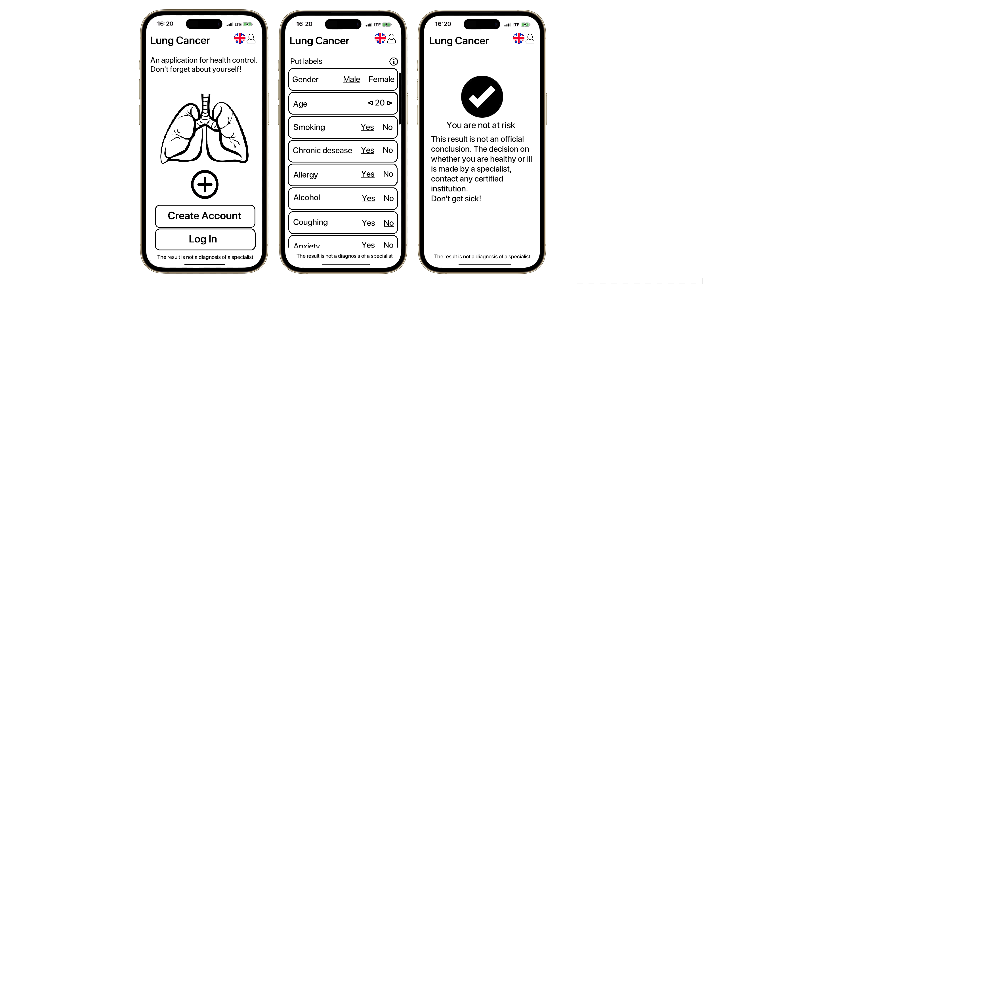 16:20
LTE
Lung Cancer
An application for health control.
Don't forget about yourself!
Create Account
Log In
The result is not a diagnosis of a specialist
16:20
LTE
Lung Cancer
Put labels
Gender Male Female
Age 20
Smoking Yes No
Chronic desease Yes No
Allergy Yes No
Alcohol Yes No
Coughing Yes No
Anxiety Yes No
The result is not a diagnosis of a specialist
16:20
LTE
Lung Cancer
You are not at risk
This result is not an official
conclusion. The decision on
whether you are healthy or ill
is made by a specialist,
contact any certified
institution.
Don't get sick!
The result is not a diagnosis of a specialist